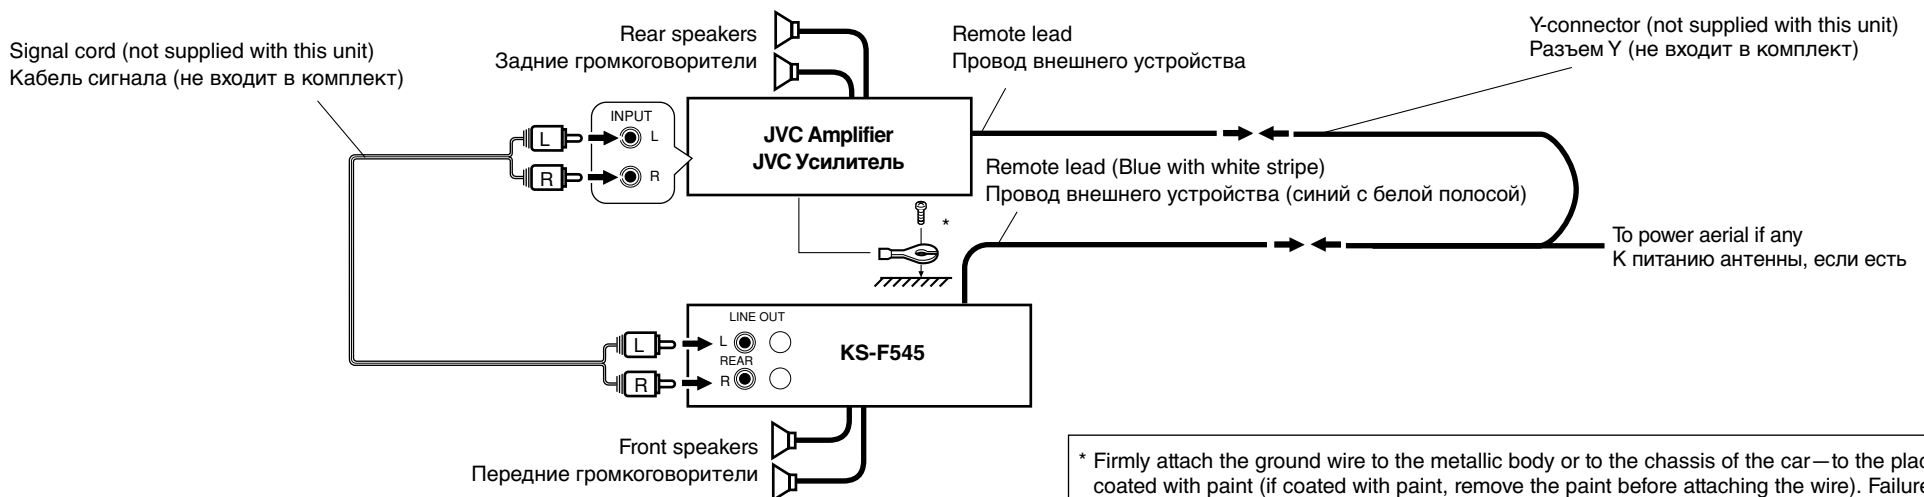 Signal cord (not supplied with this unit)
Кабель сигнала (не входит в комплект)
Rear speakers
Задние громкоговорители
Remote lead
Провод внешнего устройства
Y-connector (not supplied with this unit)
Разъем Y (не входит в комплект)
INPUT
L
L
R
R
JVC Amplifier
JVC Усилитель
Remote lead (Blue with white stripe)
Провод внешнего устройства (синий с белой полосой)
*
To power aerial if any
К питанию антенны, если есть
LINE OUT
L
L
REAR
R
R
KS-F545
Front speakers
Передние громкоговорители
* Firmly attach the ground wire to the metallic body or to the chassis of the car—to the plac
coated with paint (if coated with paint, remove the paint before attaching the wire). Failure